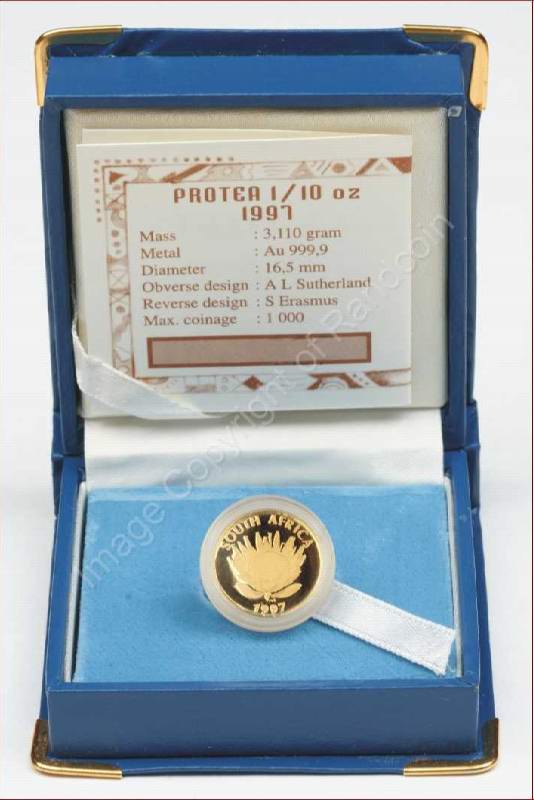 PROTEA 1/10 oz
1997
Mass : 3,110 gram
Metal : Au 999,9
Diameter : 16,5 mm
Obverse design : A L Sutherland
Reverse design : S Erasmus
Max. coinage : 1 000
SOUTH AFRICA
1997
Image Copyright of Randcoin